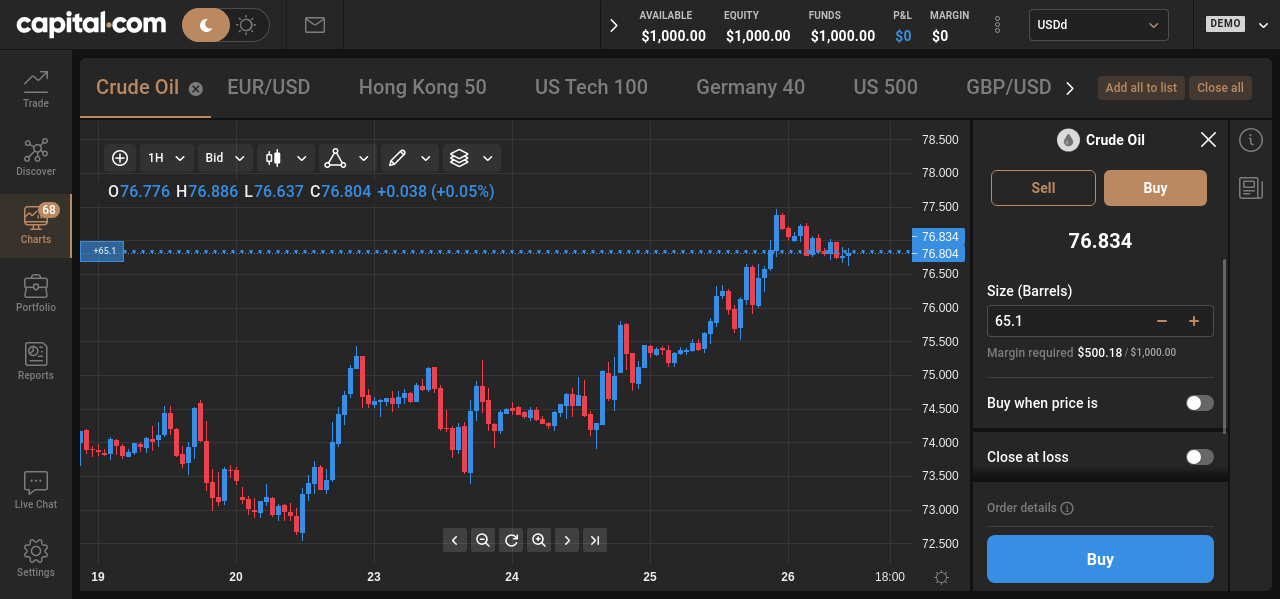 capital.com
AVAILABLE EQUITY FUNDS P&L MARGIN
$1,000.00 $1,000.00 $1,000.00 $0 $0
USDd
DEMO
Trade
Discover
68
Charts
Portfolio
Reports
Live Chat
Settings
Crude Oil EUR/USD Hong Kong 50 US Tech 100 Germany 40 US 500 GBP/USD
Add all to list Close all
1H Bid
O76.776 H76.886 L76.637 C76.804 +0.038 (+0.05%)
+65.1
78.500
78.000
77.500
76.834
76.804
76.500
76.000
75.500
75.000
74.500
74.000
73.500
73.000
72.500
19 20 23 24 25 26 18:00
Crude Oil
Sell Buy
76.834
Size (Barrels)
65.1
Margin required $500.18 / $1,000.00
Buy when price is
Close at loss
Order details
Buy